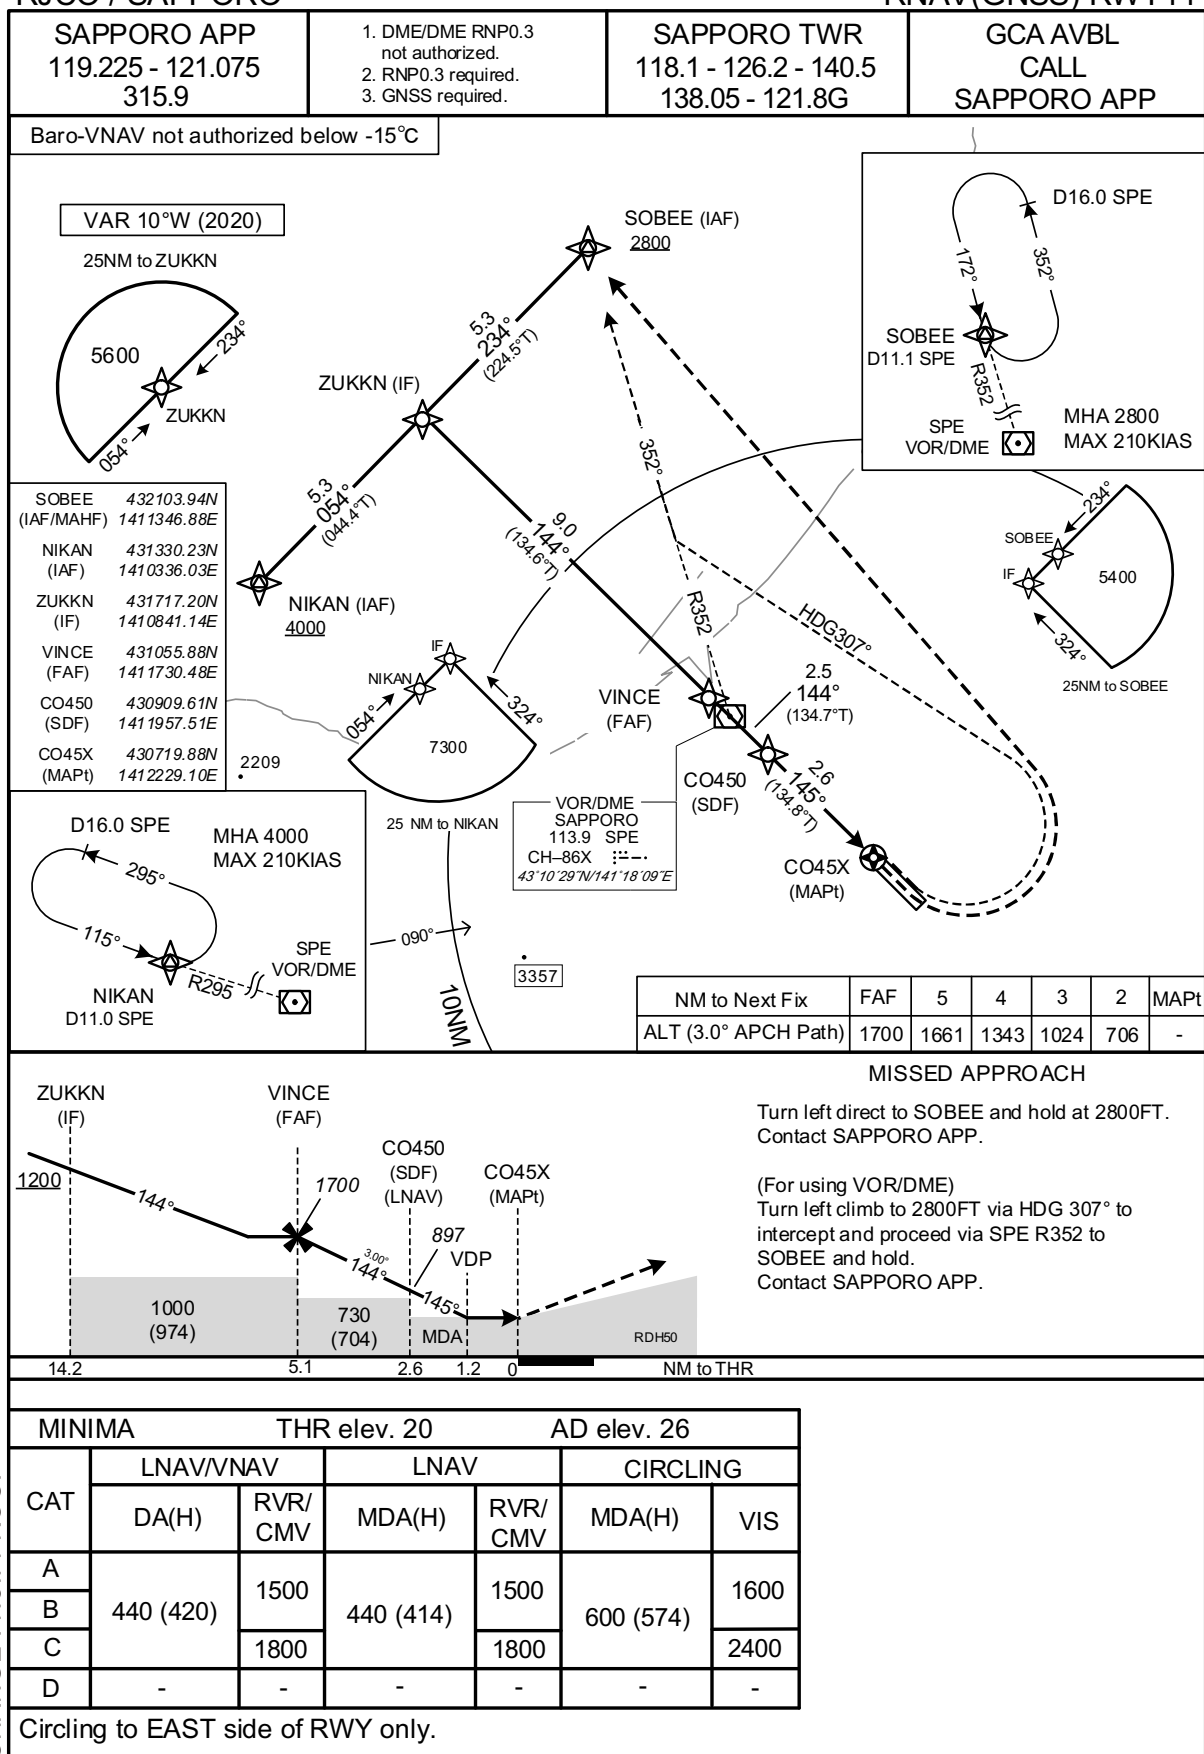 SAPPORO APP
119.225 - 121.075
315.9
1. DME/DME RNP0.3
not authorized.
2. RNP0.3 required.
3. GNSS required.
SAPPORO TWR
118.1 - 126.2 - 140.5
138.05 - 121.8G
GCA AVBL
CALL
SAPPORO APP
Baro-VNAV not authorized below -15°C
VAR 10°W (2020)
25NM to ZUKKN
5600
234°
ZUKKN
054°
SOBEE (IAF)
2800
5.3
234°
(224.5°T)
ZUKKN (IF)
5.3
054°
(044.4°T)
NIKAN (IAF)
4000
9.0
144°
(134.6°T)
352°
R352
HDG307°
D16.0 SPE
172°
352°
SOBEE
D11.1 SPE
R352
SPE
VOR/DME
MHA 2800
MAX 210KIAS
234°
SOBEE
IF
5400
324°
25NM to SOBEE
SOBEE 432103.94N
(IAF/MAHF) 1411346.88E
NIKAN 431330.23N
(IAF) 1410336.03E
ZUKKN 431717.20N
(IF) 1410841.14E
VINCE 431055.88N
(FAF) 1411730.48E
CO450 430909.61N
(SDF) 1411957.51E
CO45X 430719.88N
(MAPt) 1412229.10E
IF
NIKAN
054°
324°
7300
25 NM to NIKAN
2209
VINCE
(FAF)
2.5
144°
(134.7°T)
CO450
(SDF)
2.6
145°
(134.8°T)
CO45X
(MAPt)
VOR/DME
SAPPORO
113.9 SPE
CH–86X
43°10'29"N/141°18'09"E
D16.0 SPE
MHA 4000
MAX 210KIAS
295°
115°
NIKAN
D11.0 SPE
R295
SPE
VOR/DME
090°
10NM
3357
NM to Next Fix FAF 5 4 3 2 MAPt
ALT (3.0° APCH Path) 1700 1661 1343 1024 706 -
ZUKKN
(IF)
VINCE
(FAF)
CO450
(SDF)
(LNAV)
CO45X
(MAPt)
1200
144°
1700
3.00°
144°
897
VDP
145°
1000
(974)
730
(704)
MDA
RDH50
14.2 5.1 2.6 1.2 0 NM to THR
MISSED APPROACH
Turn left direct to SOBEE and hold at 2800FT.
Contact SAPPORO APP.
(For using VOR/DME)
Turn left climb to 2800FT via HDG 307° to
intercept and proceed via SPE R352 to
SOBEE and hold.
Contact SAPPORO APP.
MINIMA THR elev. 20 AD elev. 26
CAT LNAV/VNAV LNAV CIRCLING
DA(H) RVR/CMV MDA(H) RVR/CMV MDA(H) VIS
A 440 (420) 1500 440 (414) 1500 600 (574) 1600
B
C 1800 1800 2400
D - - - - - -
Circling to EAST side of RWY only.